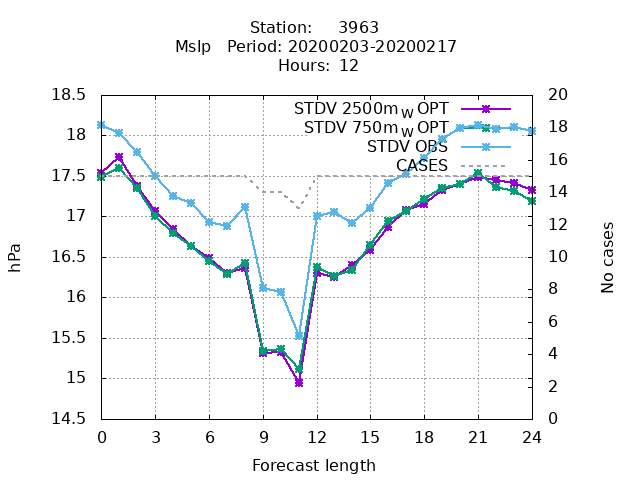 Station:     3963
Mslp   Period: 20200203-20200217
Hours:  12
18.5
18
17.5
17
16.5
16
15.5
15
14.5
20
18
16
14
12
10
8
6
4
2
0
STDV 2500m_W OPT
STDV 750m_W OPT
STDV OBS
CASES
hPa
No cases
0 3 6 9 12 15 18 21 24
Forecast length